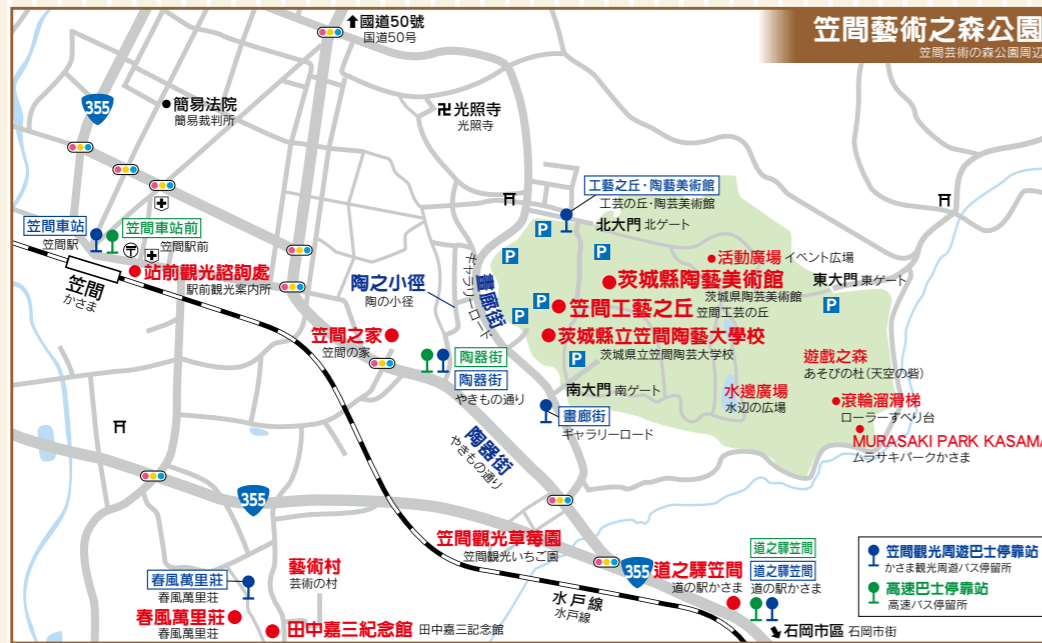 國道50號
国道50号
笠間藝術之森公園
笠間芸術の森公園周辺
355
簡易法院
簡易裁判所
光照寺
光照寺
工藝之丘・陶藝美術館
工芸の丘・陶芸美術館
北大門 北ゲート
笠間車站
笠間駅
笠間車站前
笠間駅前
站前觀光諮詢處
駅前観光案内所
笠間
かさま
陶之小徑
陶の小径
畫廊街
ギャラリーロード
P
P
P
P
P
P
P
活動廣場 イベント広場
茨城縣陶藝美術館
茨城県陶芸美術館
東大門 東ゲート
笠間工藝之丘 笠間工芸の丘
茨城縣立笠間陶藝大學校
茨城県立笠間陶芸大学校
笠間之家
笠間の家
陶器街
陶器街
やきもの通り
遊戲之森
あそびの杜(天空の砦)
南大門 南ゲート
水邊廣場
水辺の広場
滾輪溜滑梯
ローラーすべり台
畫廊街
ギャラリーロード
MURASAKI PARK KASAMA
ムラサキパークかさま
陶器街
やきもの通り
355
笠間觀光草莓園
笠間観光いちご園
藝術村
芸術の村
春風萬里莊
春風萬里荘
春風萬里莊
春風萬里荘
田中嘉三紀念館 田中嘉三記念館
水戶線
水戸線
355
道之驛笠間
道の駅かさま
道之驛笠間
道之驛笠間
道の駅かさま
石岡市區 石岡市街
笠間觀光周遊巴士停靠站
かさま観光周遊バス停留所
高速巴士停靠站
高速バス停留所